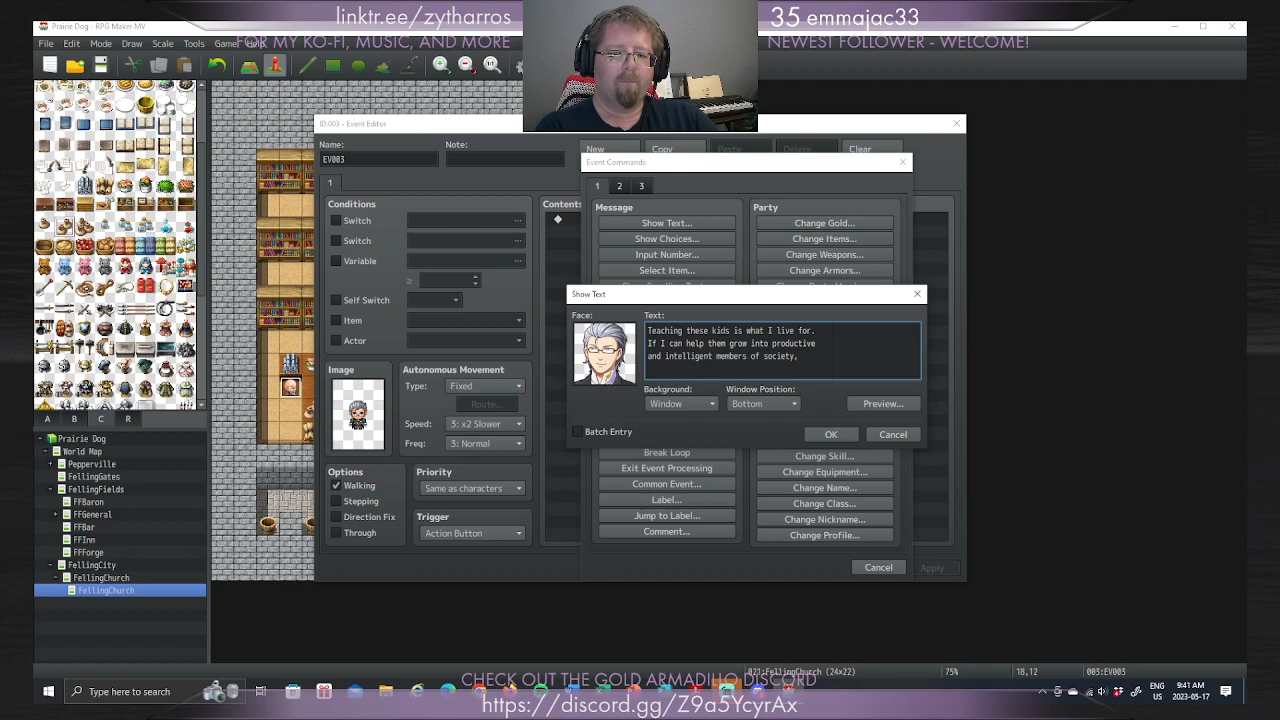 linktr.ee/zytharros
FOR MY KO-FI, MUSIC, AND MORE
35 emmajac33
NEWEST FOLLOWER - WELCOME!
Prairie Dog - RPG Maker MV
File Edit Mode Draw Scale Tools Game Help
ID:003 - Event Editor
Name:
Note:
EV003
New
Copy
Paste
Delete
Clear
1
Conditions
Switch
Switch
Variable
≥
Self Switch
Item
Actor
Image
Autonomous Movement
Type: Fixed
Route...
Speed: 3: x2 Slower
Freq: 3: Normal
Options
Walking
Stepping
Direction Fix
Through
Priority
Same as characters
Trigger
Action Button
Contents
Event Commands
1 2 3
Message
Show Text...
Show Choices...
Input Number...
Select Item...
Party
Change Gold...
Change Items...
Change Weapons...
Change Armors...
Show Text
Face:
Text:
Teaching these kids is what I live for.
If I can help them grow into productive
and intelligent members of society,
Background:
Window
Window Position:
Bottom
Preview...
Batch Entry
OK
Cancel
Break Loop
Exit Event Processing
Common Event...
Label...
Jump to Label...
Comment...
Change Skill...
Change Equipment...
Change Name...
Change Class...
Change Nickname...
Change Profile...
Cancel
Apply
A B C R
Prairie Dog
World Map
Pepperville
FellingGates
FellingFields
FFBaron
FFGeneral
FFBar
FFInn
FFForge
FellingCity
FellingChurch
FellingChurch
021:FellingChurch (24x22)
75%
18,12
003:EV003
CHECK OUT THE GOLD ARMADILLO DISCORD
https://discord.gg/Z9a5YcyrAx
Type here to search
ENG
US
9:41 AM
2023-05-17